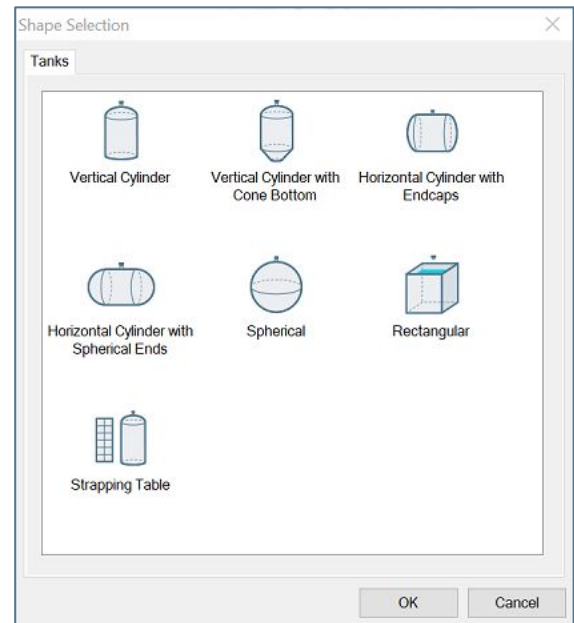 Shape Selection
Tanks
Vertical Cylinder
Vertical Cylinder with
Cone Bottom
Horizontal Cylinder with
Endcaps
Horizontal Cylinder with
Spherical Ends
Spherical
Rectangular
Strapping Table
OK
Cancel